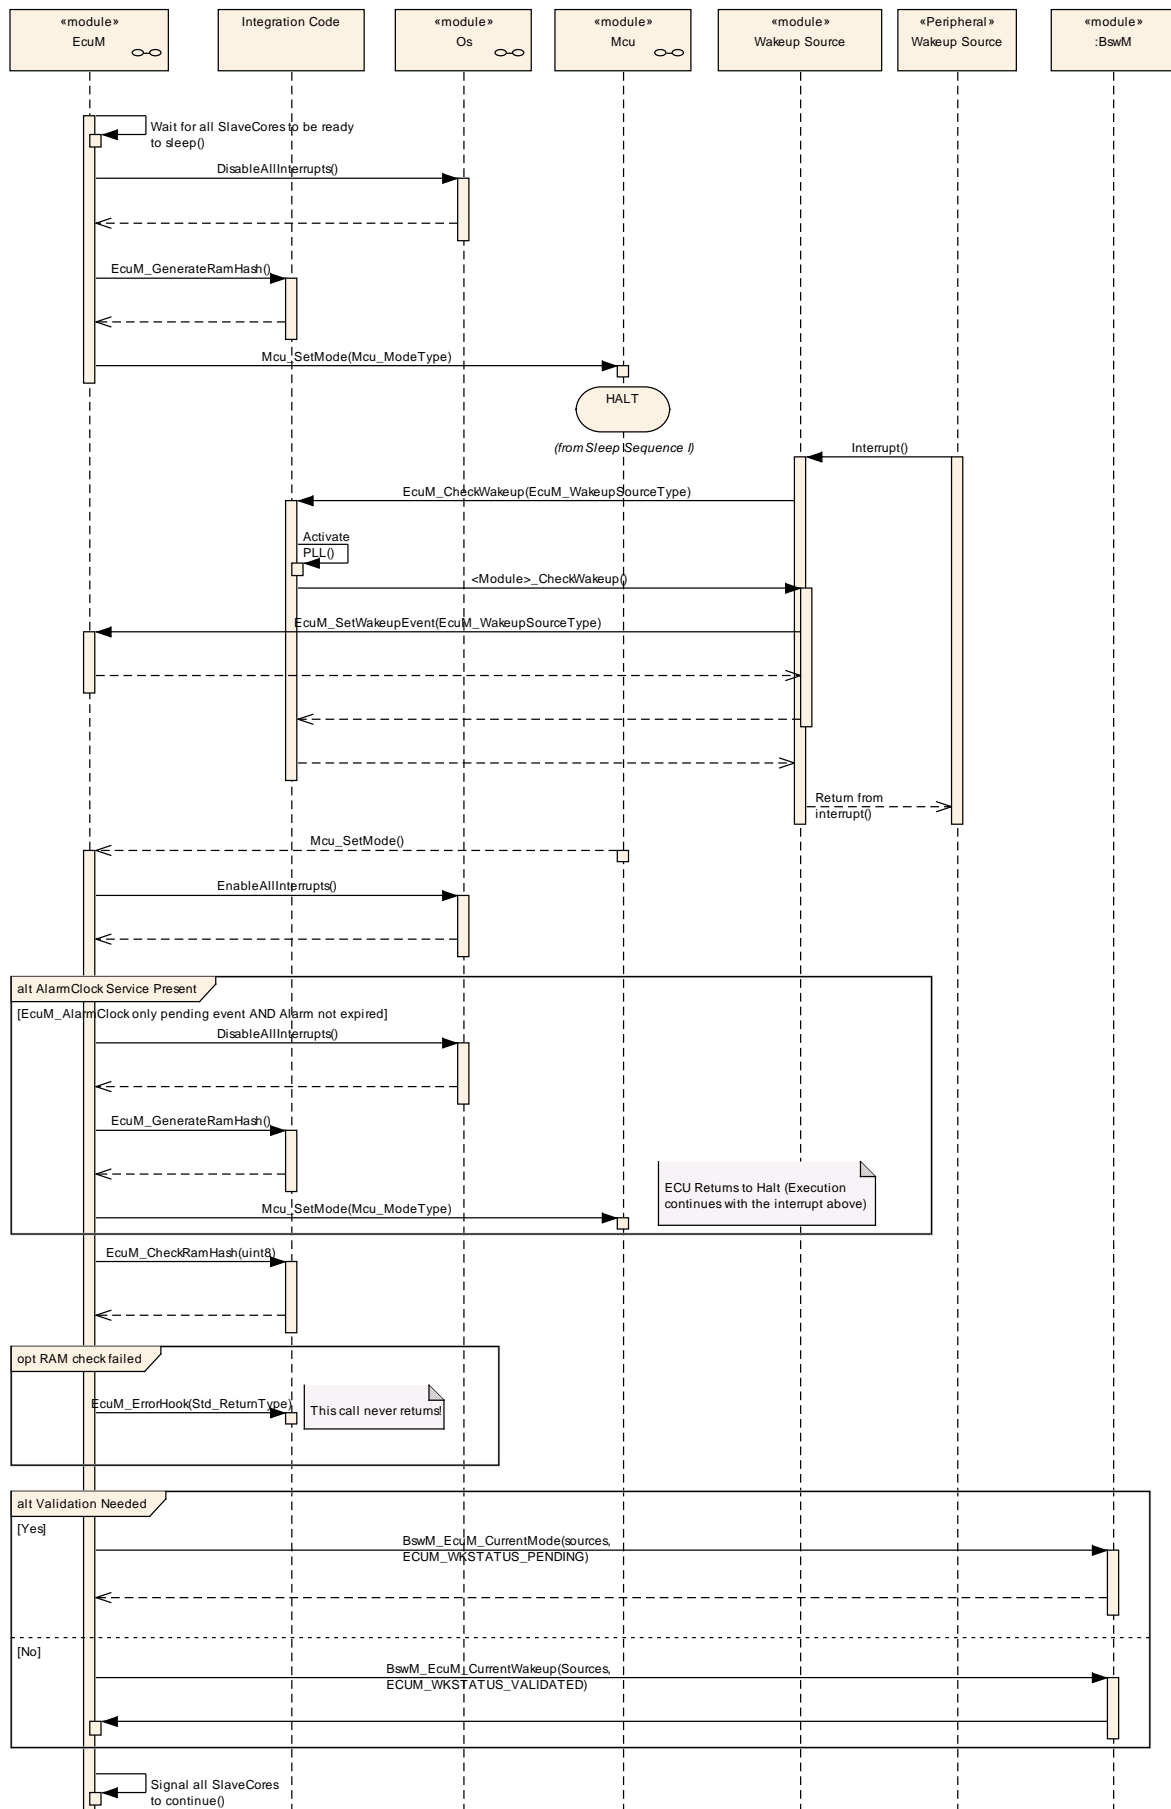 «module»
EcuM
Integration Code
«module»
Os
«module»
Mcu
«module»
Wakeup Source
«Peripheral»
Wakeup Source
«module»
:BswM
Wait for all SlaveCores to be ready
to sleep()
DisableAllInterrupts()
EcuM_GenerateRamHash()
Mcu_SetMode(Mcu_ModeType)
HALT
(from Sleep Sequence I)
Interrupt()
EcuM_CheckWakeup(EcuM_WakeupSourceType)
Activate
PLL()
<Module>_CheckWakeup()
EcuM_SetWakeupEvent(EcuM_WakeupSourceType)
Return from
interrupt()
Mcu_SetMode()
EnableAllInterrupts()
alt AlarmClock Service Present
[EcuM_AlarmClock only pending event AND Alarm not expired]
DisableAllInterrupts()
EcuM_GenerateRamHash()
ECU Returns to Halt (Execution
continues with the interrupt above)
Mcu_SetMode(Mcu_ModeType)
EcuM_CheckRamHash(uint8)
opt RAM check failed
EcuM_ErrorHook(Std_ReturnType)
This call never returns!
alt Validation Needed
[Yes]
BswM_EcuM_CurrentMode(sources,
ECUM_WKSTATUS_PENDING)
[No]
BswM_EcuM_CurrentWakeup(Sources,
ECUM_WKSTATUS_VALIDATED)
Signal all SlaveCores
to continue()